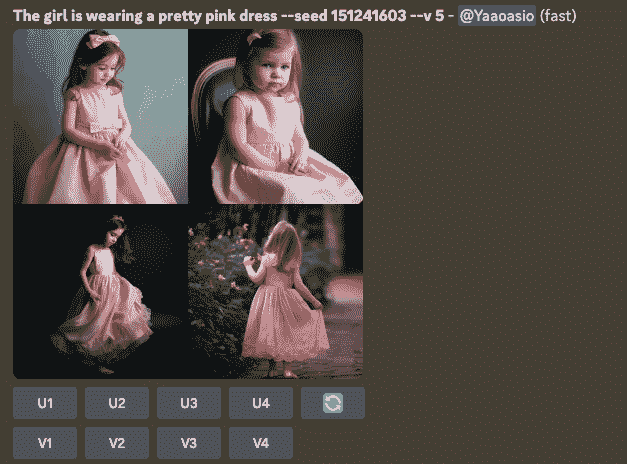 The girl is wearing a pretty pink dress --seed 151241603 --v 5 - @Yaaoasio (fast)
U1 U2 U3 U4
V1 V2 V3 V4